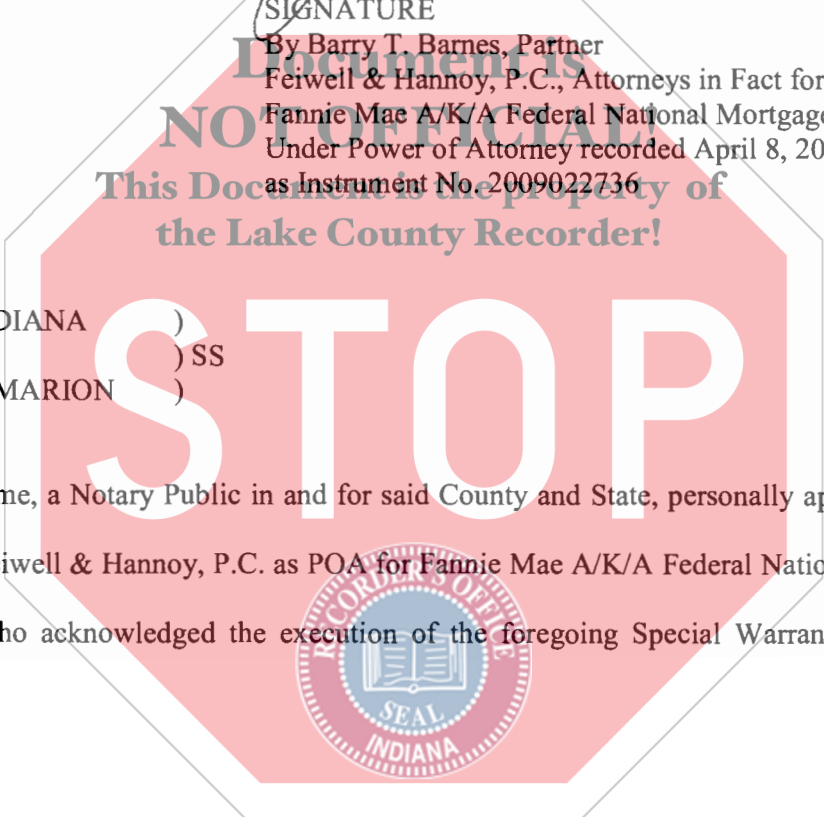 SIGNATURE
By Barry T. Barnes, Partner
Document is
Feiwell & Hannoy, P.C., Attorneys in Fact for
Fannie Mae A/K/A Federal National Mortgage
NOT OFFICIAL!
Under Power of Attorney recorded April 8, 20
as Instrument No. 2009022736
This Document is the property of
the Lake County Recorder!
DIANA )
) SS
MARION )
STOP
me, a Notary Public in and for said County and State, personally ap
iwell & Hannoy, P.C. as POA for Fannie Mae A/K/A Federal Natio
ho acknowledged the execution of the foregoing Special Warran
RECORDER'S OFFICE
SEAL
INDIANA